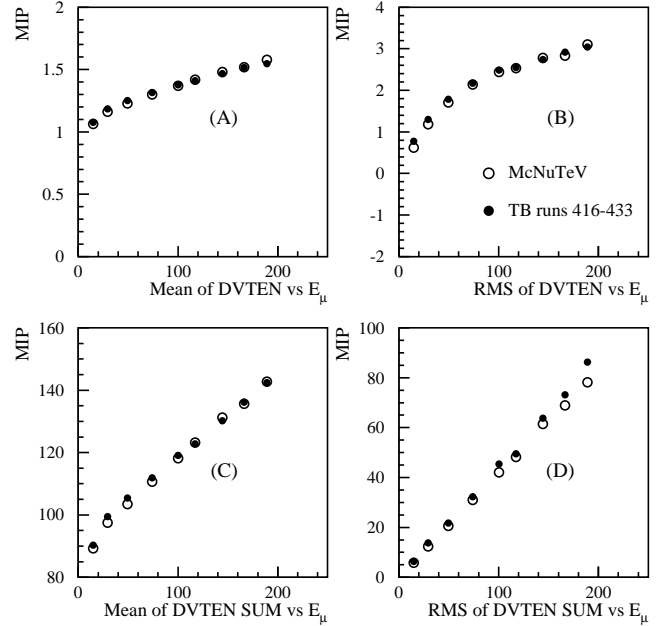 MIP
2
1.5
1
0.5
0
(A)
0 100 200
Mean of DVTEN vs Eμ
MIP
4
3
2
1
0
-1
-2
(B)
McNuTeV
TB runs 416-433
0 100 200
RMS of DVTEN vs Eμ
MIP
160
140
120
100
80
(C)
0 100 200
Mean of DVTEN SUM vs Eμ
MIP
100
80
60
40
20
0
(D)
0 100 200
RMS of DVTEN SUM vs Eμ